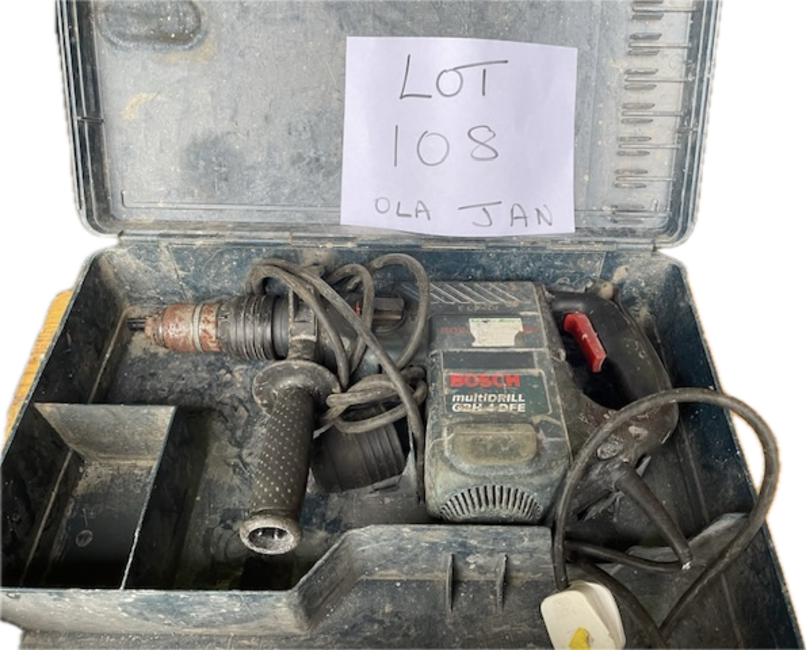 LOT
108
OLA JAN
BOSCH
multiDRILL
GBH 4 DFE